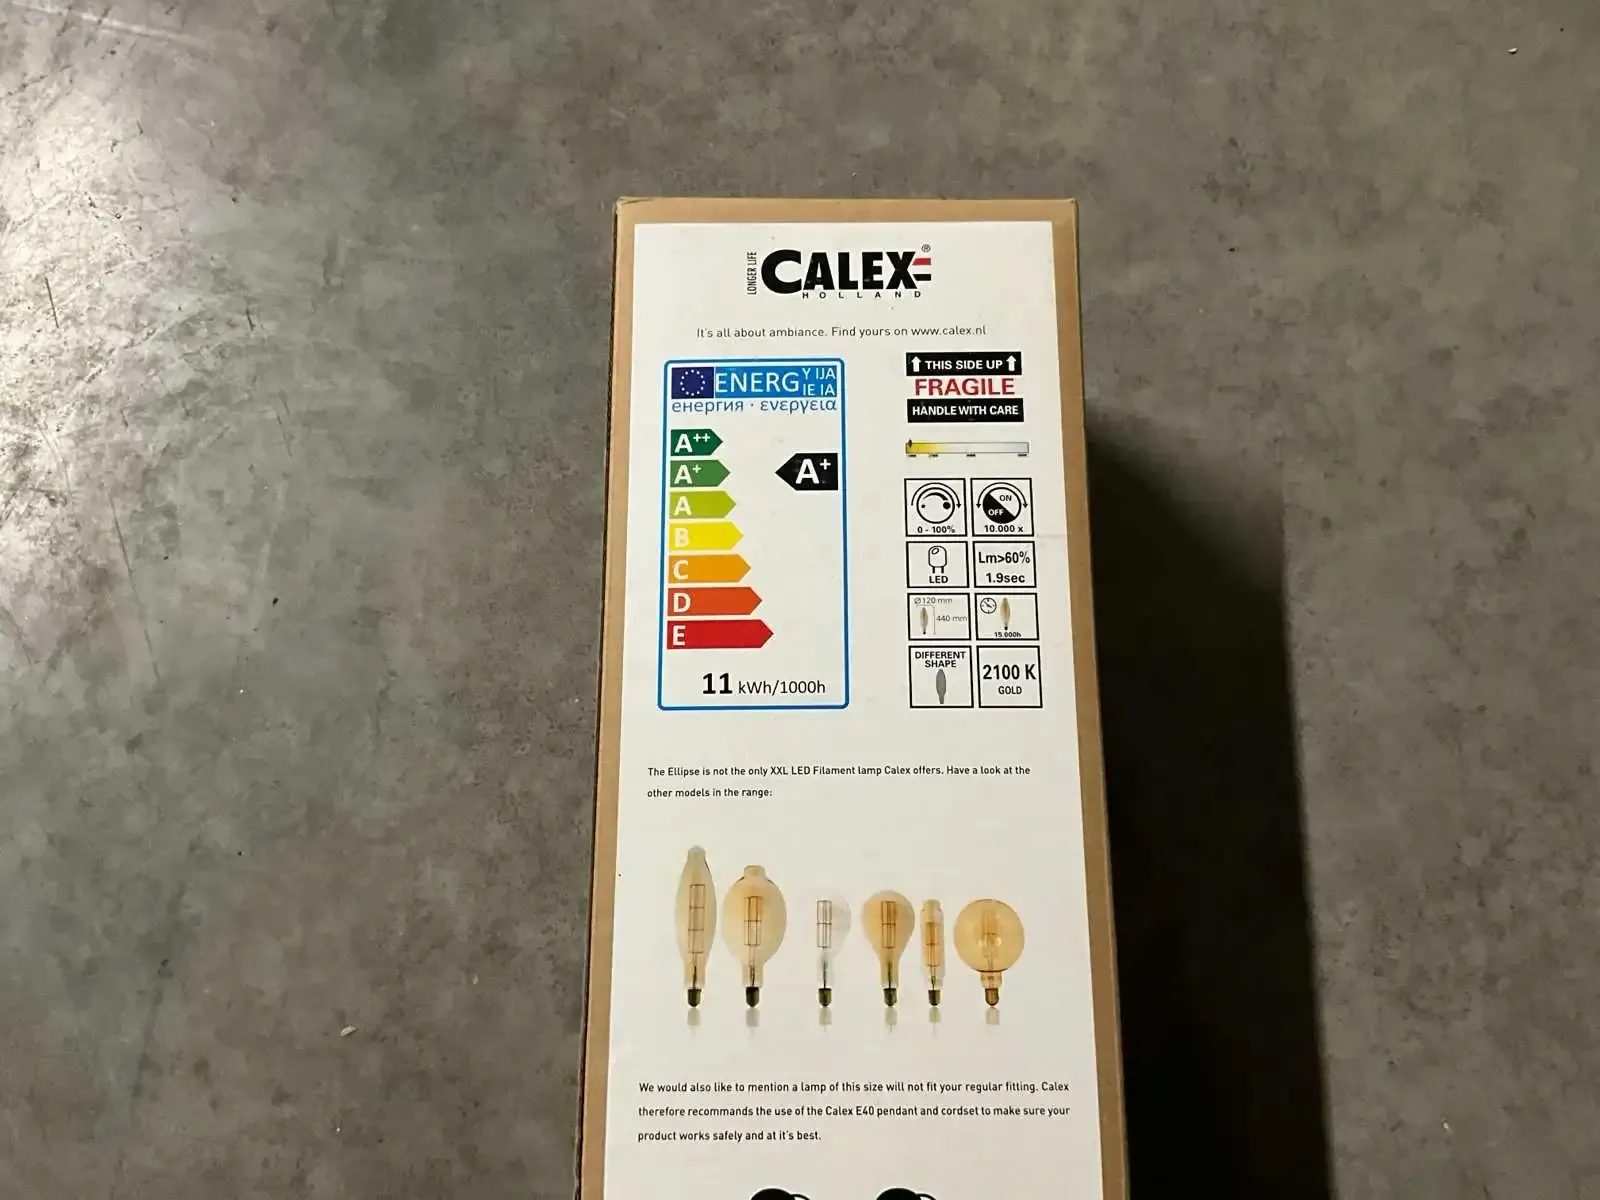 LONGER LIFE
CALEX®
HOLLAND
It's all about ambiance. Find yours on www.calex.nl
ENERG Y IJA
IE IA
енергия · ενεργεια
A++
A+
A+
A
B
C
D
E
11 kWh/1000h
THIS SIDE UP
FRAGILE
HANDLE WITH CARE
0 - 100%
ON
OFF
10.000 x
LED
Lm>60%
1.9sec
Ø120 mm
440 mm
15.000h
DIFFERENT
SHAPE
2100 K
GOLD
The Ellipse is not the only XXL LED Filament lamp Calex offers. Have a look at the
other models in the range:
We would also like to mention a lamp of this size will not fit your regular fitting. Calex
therefore recommends the use of the Calex E40 pendant and cordset to make sure your
product works safely and at it's best.